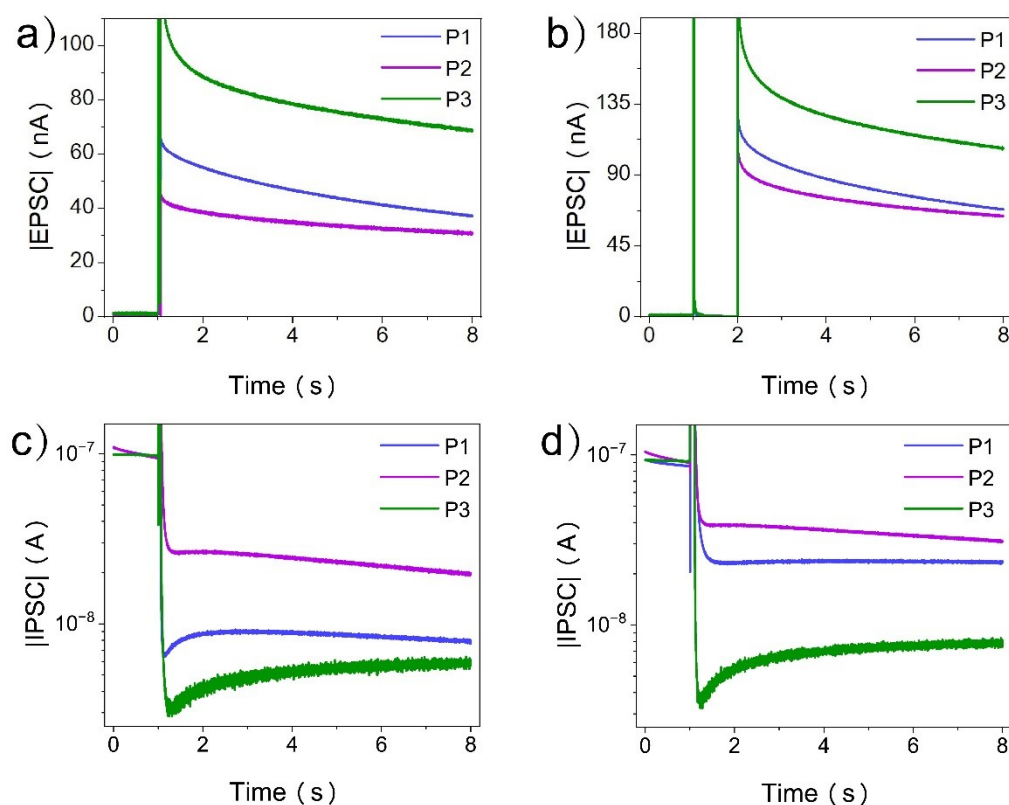 a)
|EPSC| (nA)
100
80
60
40
20
0
P1
P2
P3
0 2 4 6 8
Time (s)
b)
|EPSC| (nA)
180
135
90
45
0
P1
P2
P3
0 2 4 6 8
Time (s)
c)
|IPSC| (A)
10⁻⁷
10⁻⁸
P1
P2
P3
0 2 4 6 8
Time (s)
d)
|IPSC| (A)
10⁻⁷
10⁻⁸
P1
P2
P3
0 2 4 6 8
Time (s)